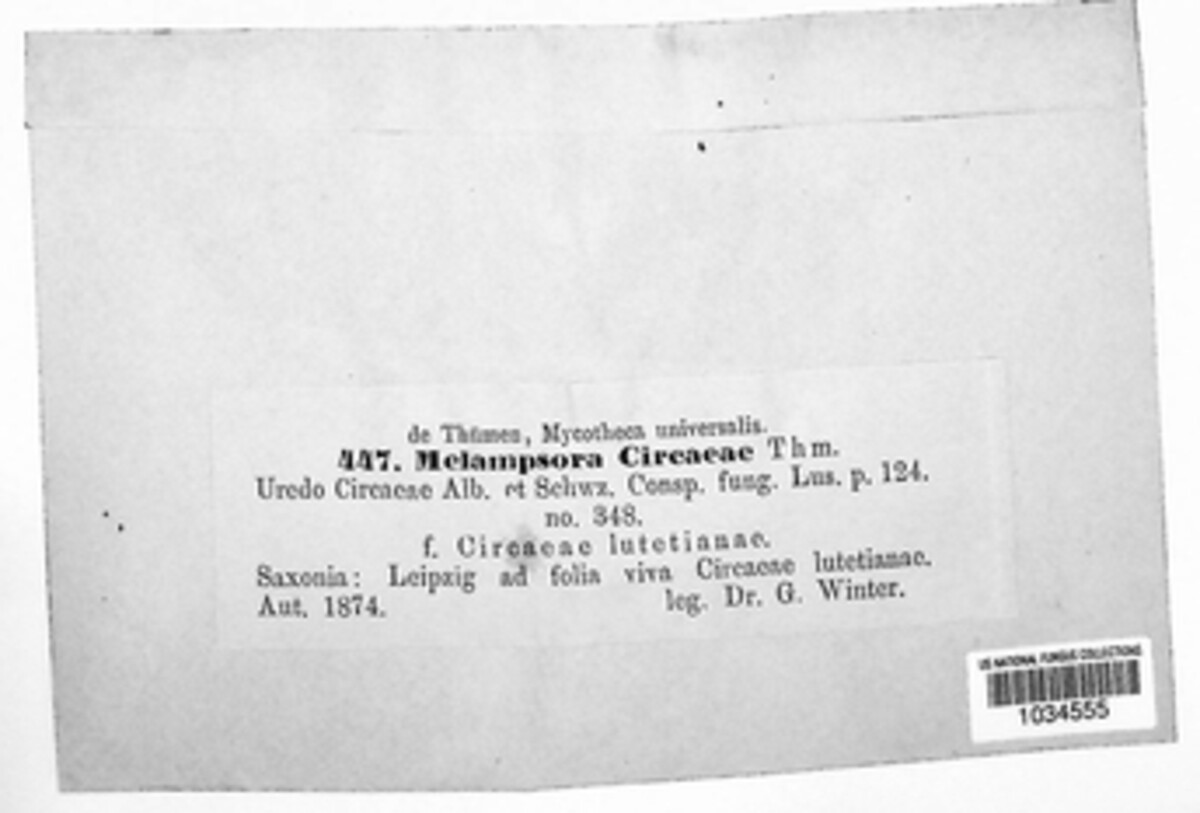 de Thümen, Mycotheca universalis.
447. Melampsora Circaeae Thm.
Uredo Circaeae Alb. et Schwz. Consp. fung. Lus. p. 124.
no. 348.
f. Circaeae lutetianae.
Saxonia: Leipzig ad folia viva Circaeae lutetianae.
Aut. 1874. leg. Dr. G. Winter.
US NATIONAL FUNGUS COLLECTIONS
1034555